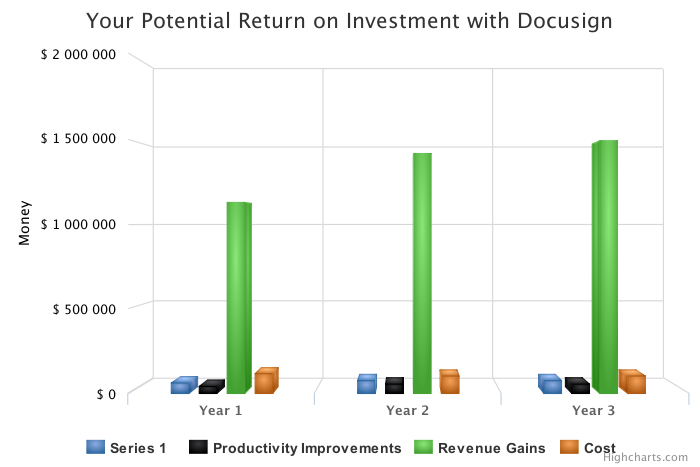 Your Potential Return on Investment with Docusign
$ 2 000 000
$ 1 500 000
$ 1 000 000
$ 500 000
$ 0
Money
Year 1 Year 2 Year 3
Series 1 Productivity Improvements Revenue Gains Cost
Highcharts.com